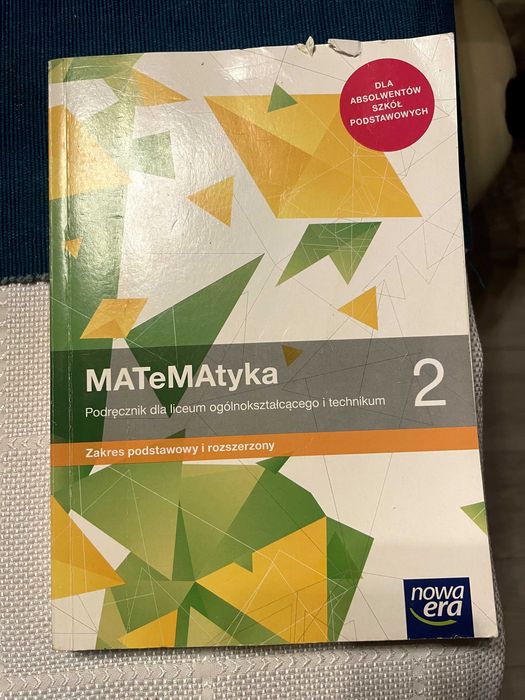 DLA
ABSOLWENTÓW
SZKÓŁ
PODSTAWOWYCH
MATeMAtyka
2
Podręcznik dla liceum ogólnokształcącego i technikum
Zakres podstawowy i rozszerzony
nowa
era